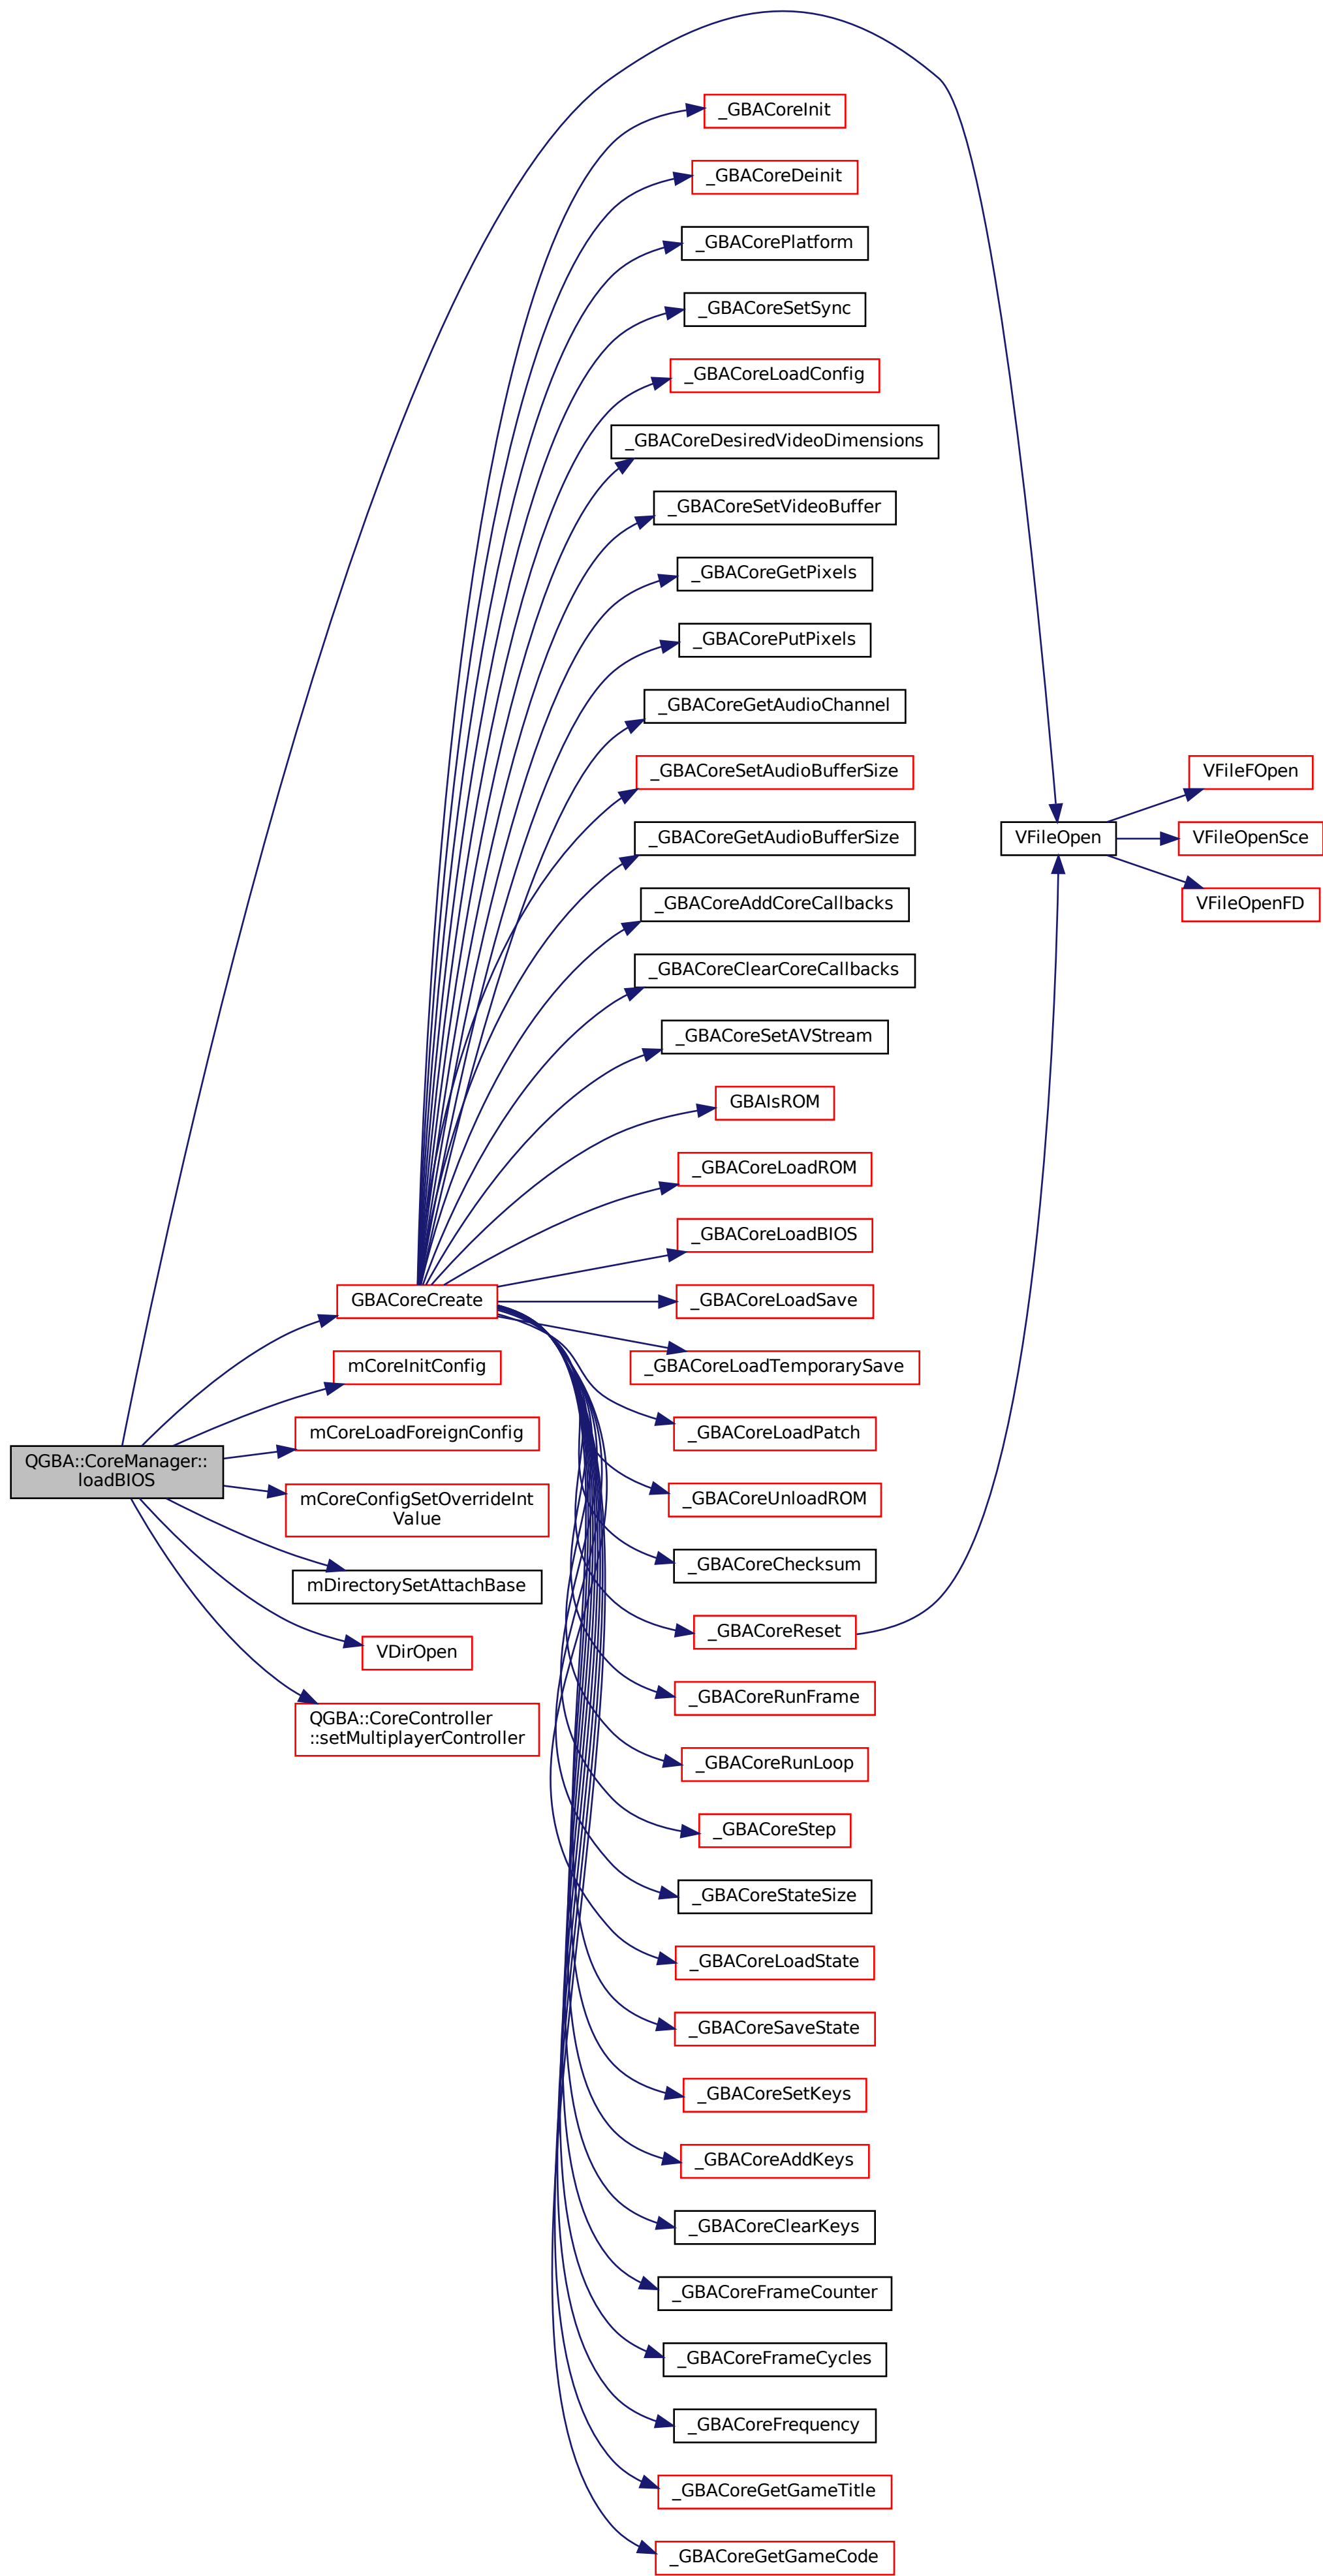 _GBACoreInit
_GBACoreDeinit
_GBACorePlatform
_GBACoreSetSync
_GBACoreLoadConfig
_GBACoreDesiredVideoDimensions
_GBACoreSetVideoBuffer
_GBACoreGetPixels
_GBACorePutPixels
_GBACoreGetAudioChannel
_GBACoreSetAudioBufferSize
_GBACoreGetAudioBufferSize
_GBACoreAddCoreCallbacks
_GBACoreClearCoreCallbacks
_GBACoreSetAVStream
GBAIsROM
_GBACoreLoadROM
_GBACoreLoadBIOS
_GBACoreLoadSave
_GBACoreLoadTemporarySave
_GBACoreLoadPatch
_GBACoreUnloadROM
_GBACoreChecksum
_GBACoreReset
_GBACoreRunFrame
_GBACoreRunLoop
_GBACoreStep
_GBACoreStateSize
_GBACoreLoadState
_GBACoreSaveState
_GBACoreSetKeys
_GBACoreAddKeys
_GBACoreClearKeys
_GBACoreFrameCounter
_GBACoreFrameCycles
_GBACoreFrequency
_GBACoreGetGameTitle
_GBACoreGetGameCode
VFileOpen
VFileFOpen
VFileOpenSce
VFileOpenFD
GBACoreCreate
mCoreInitConfig
mCoreLoadForeignConfig
mCoreConfigSetOverrideInt
Value
mDirectorySetAttachBase
VDirOpen
QGBA::CoreController
::setMultiplayerController
QGBA::CoreManager::
loadBIOS